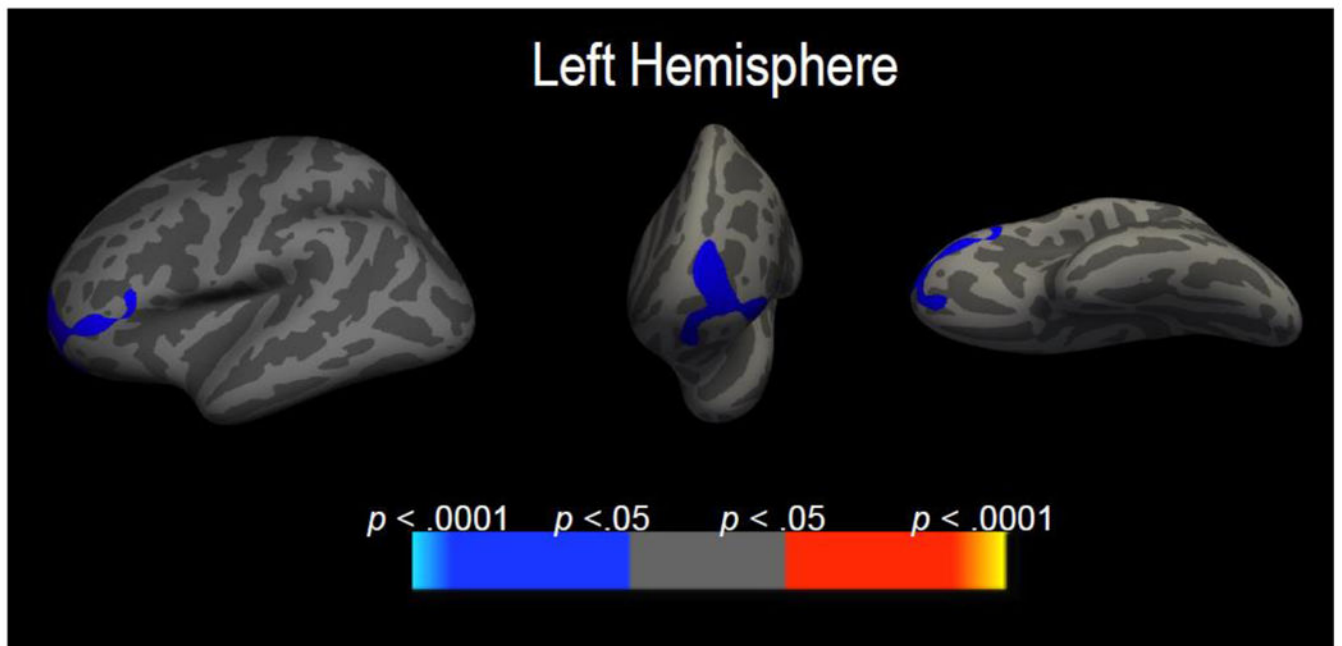 Left Hemisphere
p < .0001 p <.05 p < .05 p < .0001